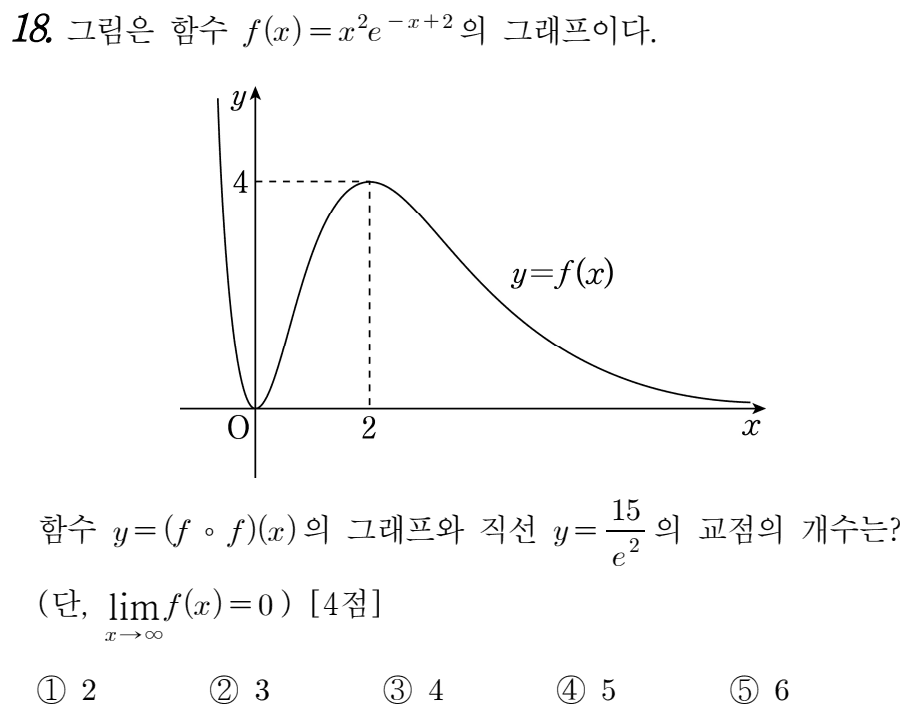 18. 그림은 함수 f(x)=x²e^{-x+2}의 그래프이다.
y
4
y=f(x)
O
2
x
함수 y=(f∘f)(x)의 그래프와 직선 y=\frac{15}{e²}의 교점의 개수는?
(단, \lim_{x→∞} f(x)=0) [4점]
① 2 ② 3 ③ 4 ④ 5 ⑤ 6